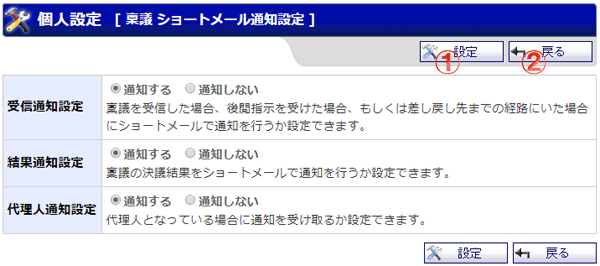 個人設定 [ 稟議 ショートメール通知設定 ]
① 設定 ② 戻る
受信通知設定
通知する 通知しない
稟議を受信した場合、後閲指示を受けた場合、もしくは差し戻し先までの経路にいた場合
にショートメールで通知を行うか設定できます。
結果通知設定
通知する 通知しない
稟議の決議結果をショートメールで通知を行うか設定できます。
代理人通知設定
通知する 通知しない
代理人となっている場合に通知を受け取るか設定できます。
設定 戻る